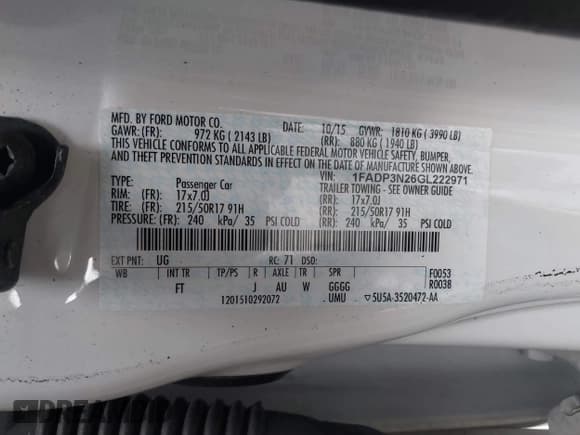 MFD. BY FORD MOTOR CO.
DATE: 10/15 GVWR: 1810 KG ( 3990 LB)
GAWR: (FR): 972 KG ( 2143 LB) (RR): 880 KG ( 1940 LB)
THIS VEHICLE CONFORMS TO ALL APPLICABLE FEDERAL MOTOR VEHICLE SAFETY, BUMPER,
AND THEFT PREVENTION STANDARDS IN EFFECT ON THE DATE OF MANUFACTURE SHOWN ABOVE.
VIN: 1FADP3N26GL222971
TYPE: Passenger Car TRAILER TOWING - SEE OWNER GUIDE
RIM: (FR): 17x7.0J (RR): 17x7.0J
TIRE: (FR): 215/50R17 91H (RR): 215/50R17 91H
PRESSURE: (FR) 240 kPa/ 35 PSI COLD (RR): 240 kPa/ 35 PSI COLD
EXT PNT: UG RC: 71 DSO:
WB INT TR TP/PS R AXLE TR SPR F0053
FT J AU W GGGG R0038
1201510292072 UMU ▽5U5A-3520472-AA